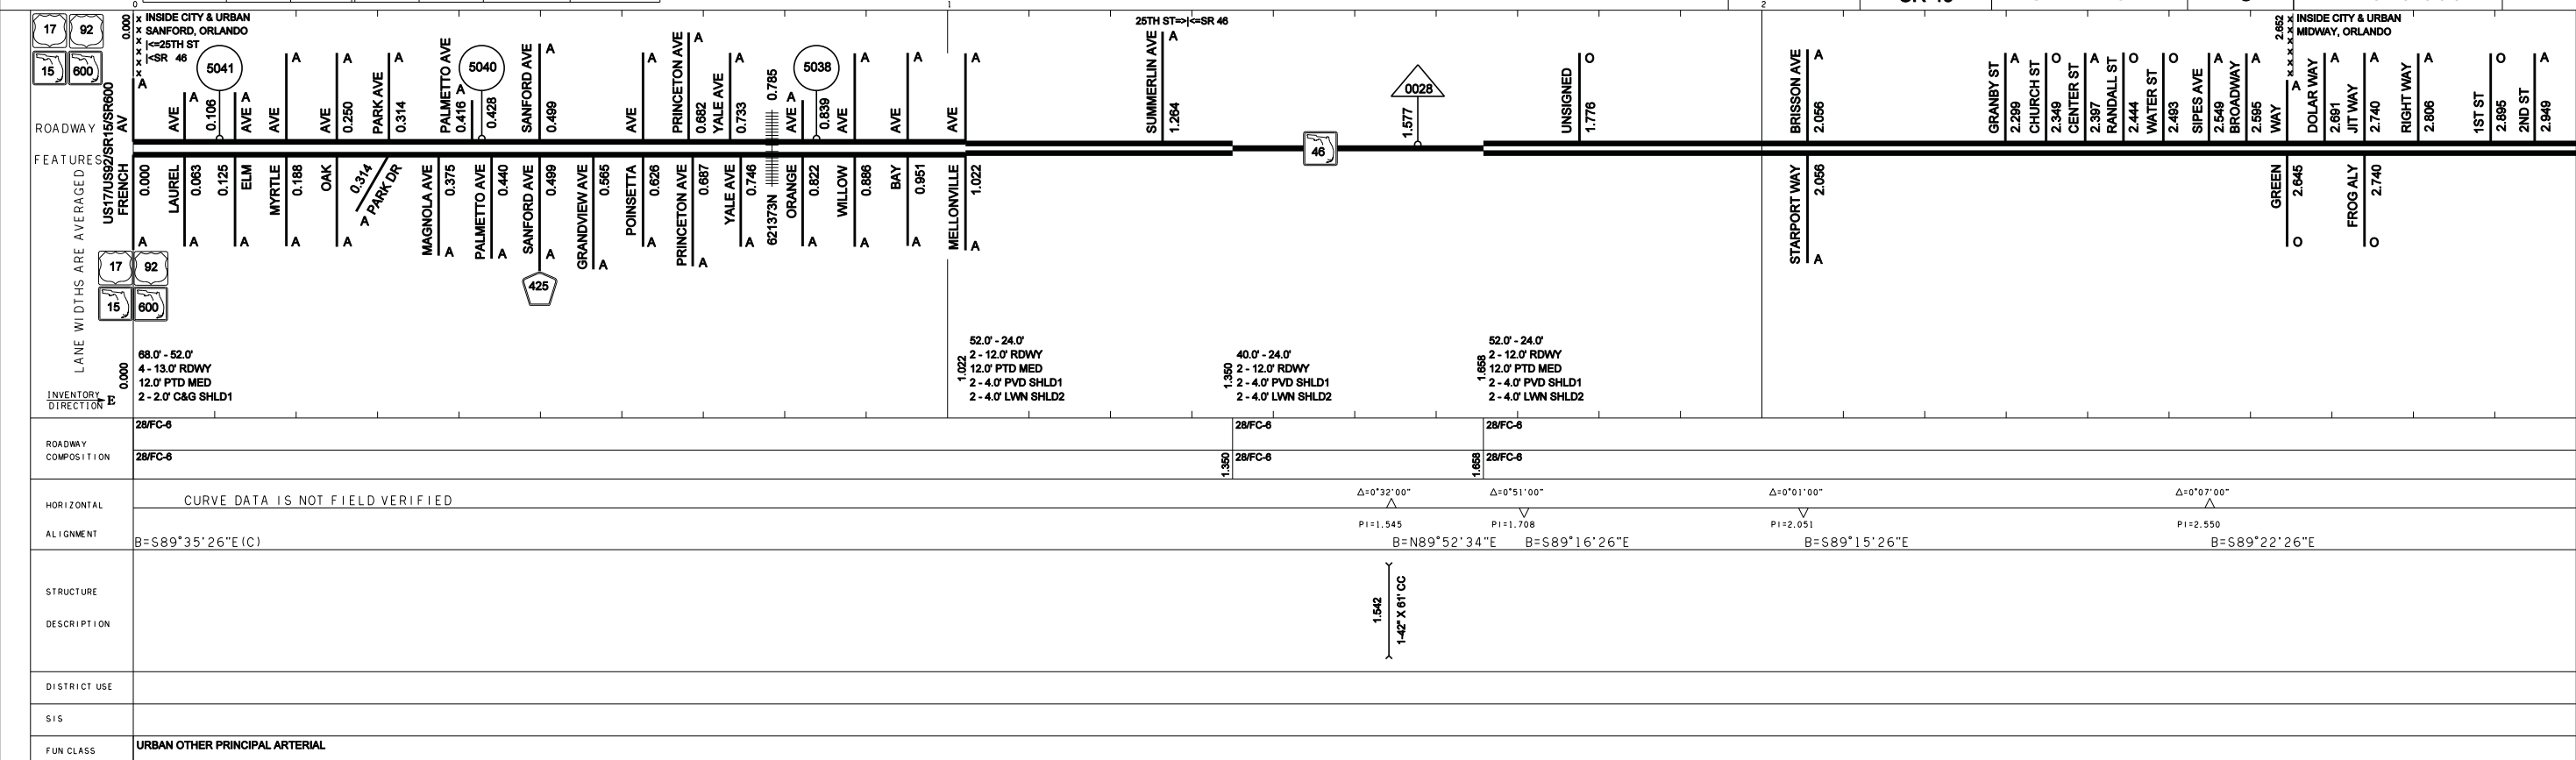 0
1
2
17
92
15
600
0.000
INSIDE CITY & URBAN
SANFORD, ORLANDO
|<=25TH ST
|<SR 46
25TH ST=>|<=SR 46
2.652
INSIDE CITY & URBAN
MIDWAY, ORLANDO
ROADWAY
FEATURES
LANE WIDTHS ARE AVERAGED
US17/US92/SR15/SR600
FRENCH AV
0.000
A
A
LAUREL AVE
0.063
A
A
5041
0.106
ELM AVE
0.125
A
A
MYRTLE AVE
0.188
A
A
OAK AVE
0.250
A
A
PARK AVE
0.314
A
0.314
PARK DR
A
MAGNOLA AVE
0.375
A
PALMETTO AVE
0.416
A
5040
0.428
PALMETTO AVE
0.440
A
SANFORD AVE
0.499
A
SANFORD AVE
0.499
A
425
GRANDVIEW AVE
0.565
A
POINSETTA AVE
0.626
A
A
PRINCETON AVE
0.682
A
PRINCETON AVE
0.687
A
YALE AVE
0.733
A
YALE AVE
0.746
A
621373N
0.785
ORANGE AVE
0.822
A
A
5038
0.839
WILLOW AVE
0.886
A
A
BAY AVE
0.951
A
A
MELLONVILLE AVE
1.022
A
A
SUMMERLIN AVE
1.264
A
46
0028
1.577
UNSIGNED
1.776
O
BRISSON AVE
2.056
A
STARPORT WAY
2.056
A
GRANBY ST
2.299
A
CHURCH ST
2.349
O
CENTER ST
2.397
A
RANDALL ST
2.444
O
WATER ST
2.493
O
SIPES AVE
2.549
A
BROADWAY
2.595
A
GREEN WAY
2.645
A
O
DOLAR WAY
2.691
A
JIT WAY
2.740
A
FROG ALY
2.740
O
RIGHT WAY
2.806
A
1ST ST
2.895
O
2ND ST
2.949
A
17
92
15
600
0.000
68.0' - 52.0'
4 - 13.0' RDWY
12.0' PTD MED
2 - 2.0' C&G SHLD1
1.022
52.0' - 24.0'
2 - 12.0' RDWY
12.0' PTD MED
2 - 4.0' PVD SHLD1
2 - 4.0' LWN SHLD2
1.350
40.0' - 24.0'
2 - 12.0' RDWY
2 - 4.0' PVD SHLD1
2 - 4.0' LWN SHLD2
1.658
52.0' - 24.0'
2 - 12.0' RDWY
12.0' PTD MED
2 - 4.0' PVD SHLD1
2 - 4.0' LWN SHLD2
INVENTORY
DIRECTION E
ROADWAY
COMPOSITION
28/FC-6
28/FC-6
1.350
28/FC-6
28/FC-6
1.658
28/FC-6
28/FC-6
HORIZONTAL
ALIGNMENT
CURVE DATA IS NOT FIELD VERIFIED
Δ=0°32'00"
Δ=0°51'00"
Δ=0°01'00"
Δ=0°07'00"
PI=1.545
PI=1.708
PI=2.051
PI=2.550
B=S89°35'26"E(C)
B=N89°52'34"E
B=S89°16'26"E
B=S89°15'26"E
B=S89°22'26"E
STRUCTURE
DESCRIPTION
1.542
1-42" X 61' CC
DISTRICT USE
SIS
FUN CLASS
URBAN OTHER PRINCIPAL ARTERIAL